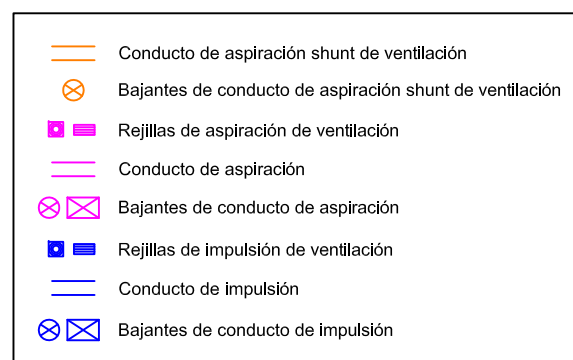 Conducto de aspiración shunt de ventilación
Bajantes de conducto de aspiración shunt de ventilación
Rejillas de aspiración de ventilación
Conducto de aspiración
Bajantes de conducto de aspiración
Rejillas de impulsión de ventilación
Conducto de impulsión
Bajantes de conducto de impulsión